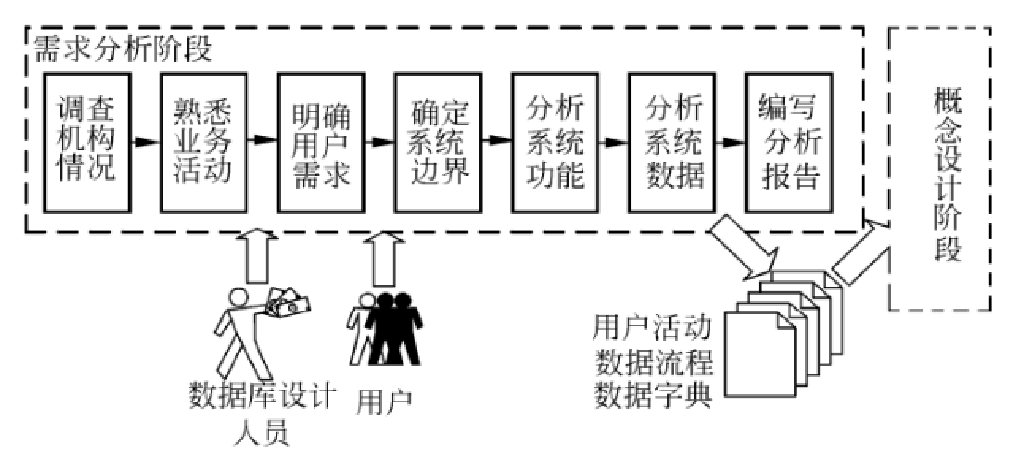 需求分析阶段
调查
机构
情况
熟悉
业务
活动
明确
用户
需求
确定
系统
边界
分析
系统
功能
分析
系统
数据
编写
分析
报告
概念设计阶段
数据库设计
人员
用户
用户活动
数据流程
数据字典